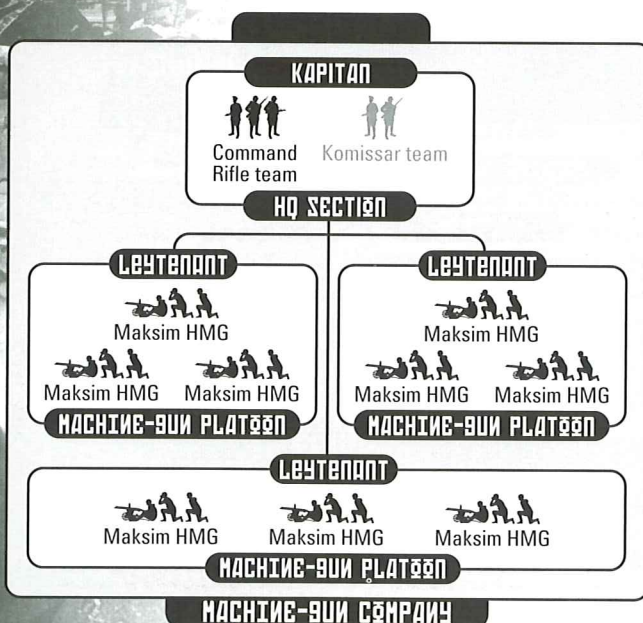 KAPITAN
Command
Rifle team
Komissar team
HQ SECTION
LEYTENANT
Maksim HMG
Maksim HMG Maksim HMG
MACHINE-GUN PLATOON
LEYTENANT
Maksim HMG
Maksim HMG Maksim HMG
MACHINE-GUN PLATOON
LEYTENANT
Maksim HMG Maksim HMG Maksim HMG
MACHINE-GUN PLATOON
MACHINE-GUN COMPANY